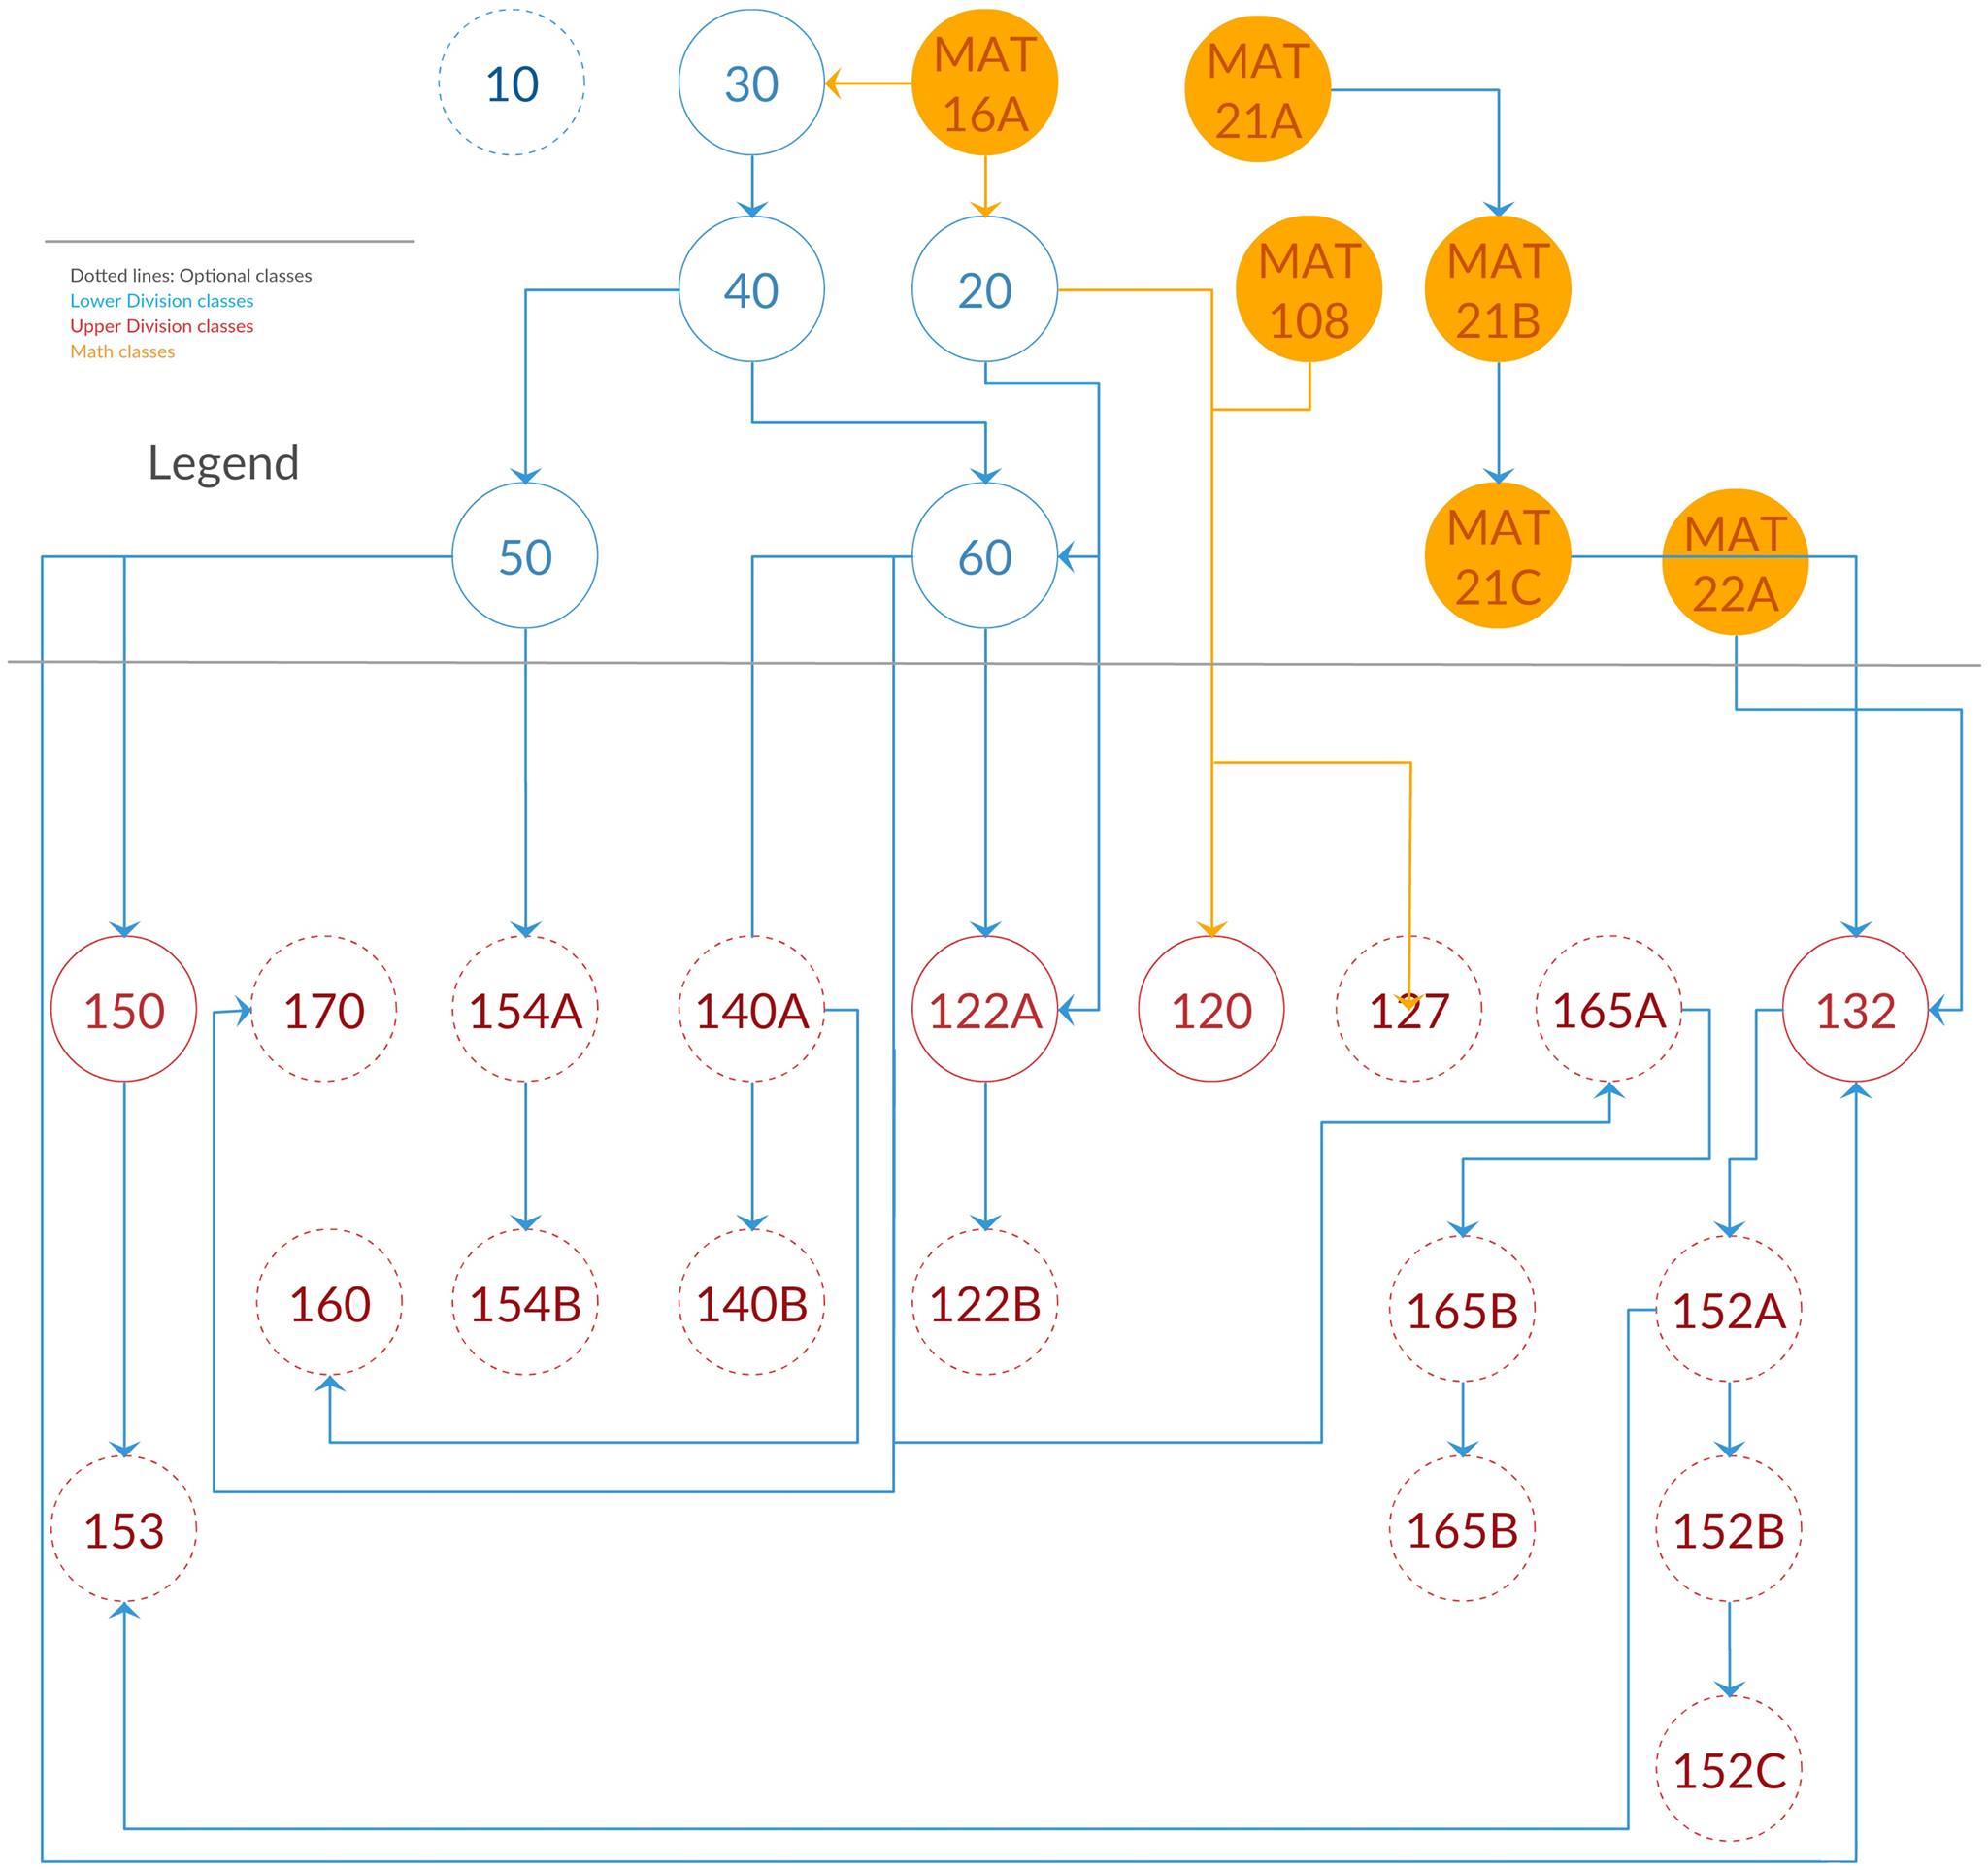 10
30
MAT
16A
MAT
21A
40
20
MAT
108
MAT
21B
Dotted lines: Optional classes
Lower Division classes
Upper Division classes
Math classes
Legend
50
60
MAT
21C
MAT
22A
150
170
154A
140A
122A
120
127
165A
132
160
154B
140B
122B
165B
152A
153
165B
152B
152C